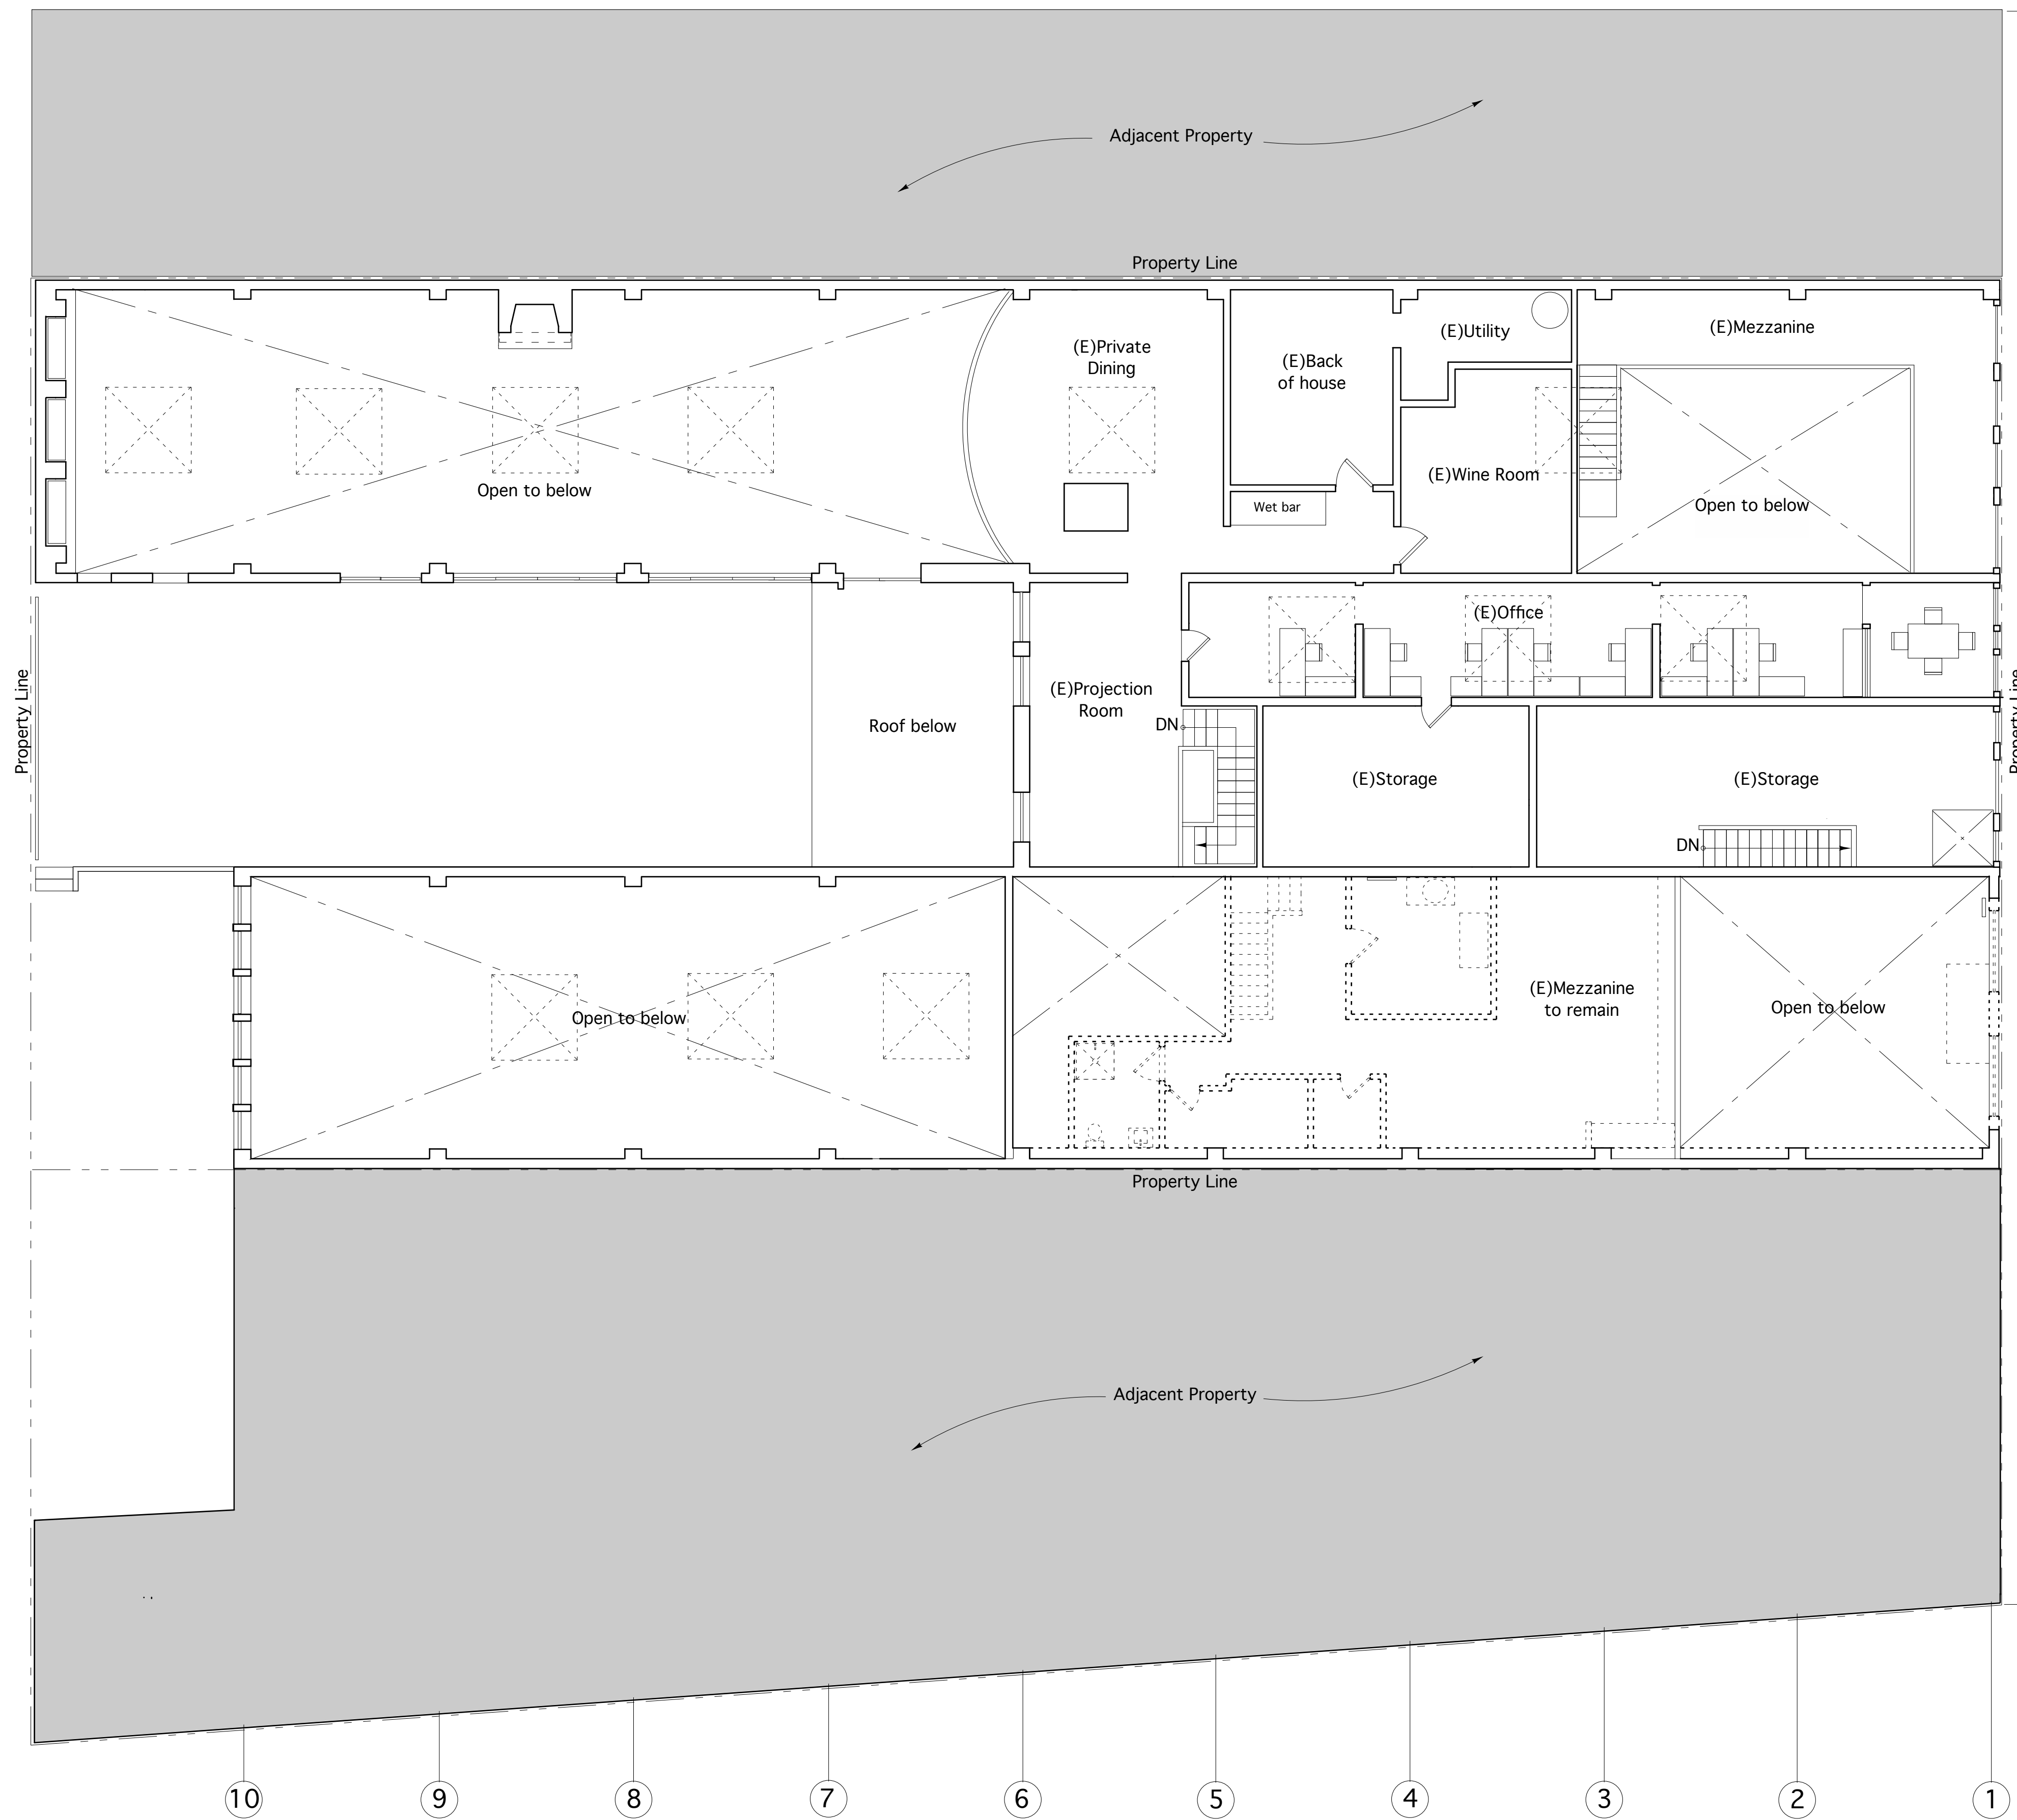 Adjacent Property
Property Line
(E)Mezzanine
(E)Utility
(E)Private
Dining
(E)Back
of house
(E)Wine Room
Open to below
Open to below
Wet bar
(E)Office
Property Line
(E)Projection
Room
Roof below
DN
Property Line
(E)Storage
(E)Storage
DN
(E)Mezzanine
to remain
Open to below
Open to below
Property Line
Adjacent Property
10
9
8
7
6
5
4
3
2
1